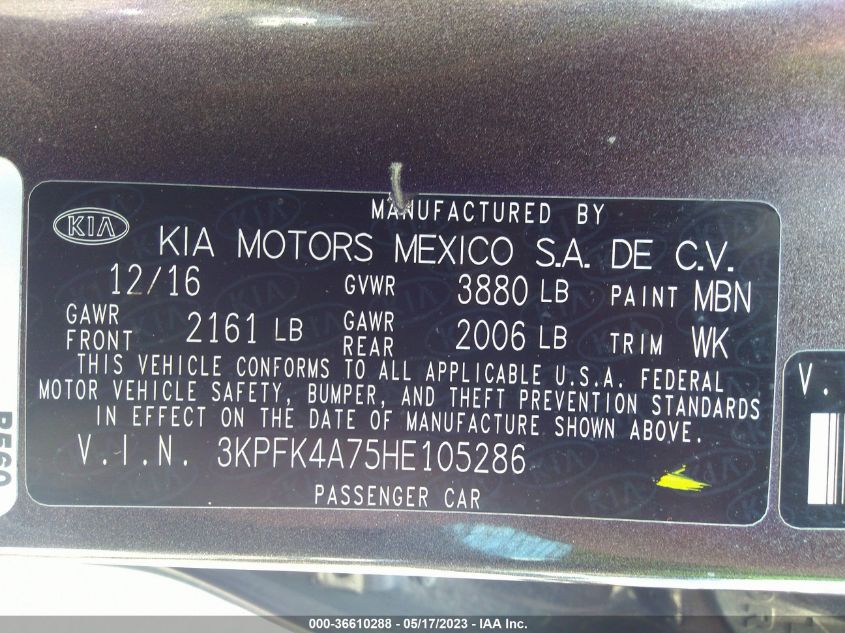 MANUFACTURED BY
KIA
KIA MOTORS MEXICO S.A. DE C.V.
12/16 GVWR 3880 LB PAINT MBN
GAWR FRONT 2161 LB GAWR REAR 2006 LB TRIM WK
THIS VEHICLE CONFORMS TO ALL APPLICABLE U.S.A. FEDERAL
MOTOR VEHICLE SAFETY, BUMPER, AND THEFT PREVENTION STANDARDS
IN EFFECT ON THE DATE OF MANUFACTURE SHOWN ABOVE.
V.I.N. 3KPFK4A75HE105286
PASSENGER CAR
V.
000-36610288 - 05/17/2023 - IAA Inc.